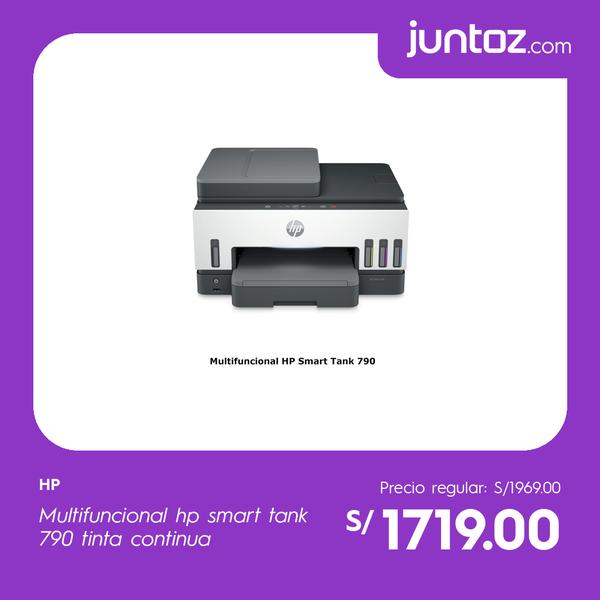 juntoz.com
hp
Multifuncional HP Smart Tank 790
HP
Multifuncional hp smart tank
790 tinta continua
Precio regular: S/1969.00
S/ 1719.00